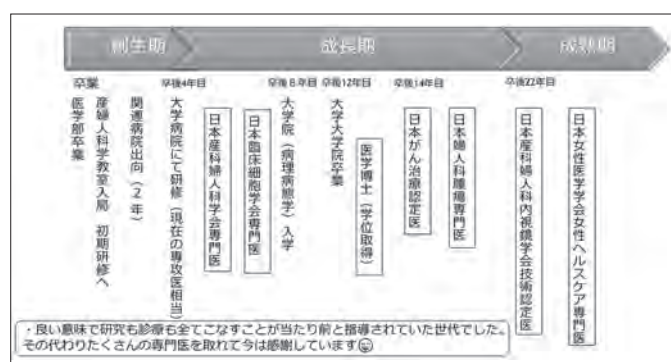 創生期
成長期
成熟期
卒業
卒後4年目
卒後8年目
卒後12年目
卒後14年目
卒後22年目
医学部卒業
産婦人科学教室入局 初期研修へ
関連病院出向（2年）
大学病院にて研修（現在の専攻医相当）
日本産科婦人科学会専門医
日本臨床細胞学会専門医
大学院（病理病態学）入学
大学大学院卒業
医学博士（学位取得）
日本がん治療認定医
日本婦人科腫瘍専門医
日本産科婦人科内視鏡学会技術認定医
日本女性医学学会女性ヘルスケア専門医
・良い意味で研究も診療も全てこなすことが当たり前と指導されていた世代でした。
その代わりたくさんの専門医を取れて今は感謝しています😊